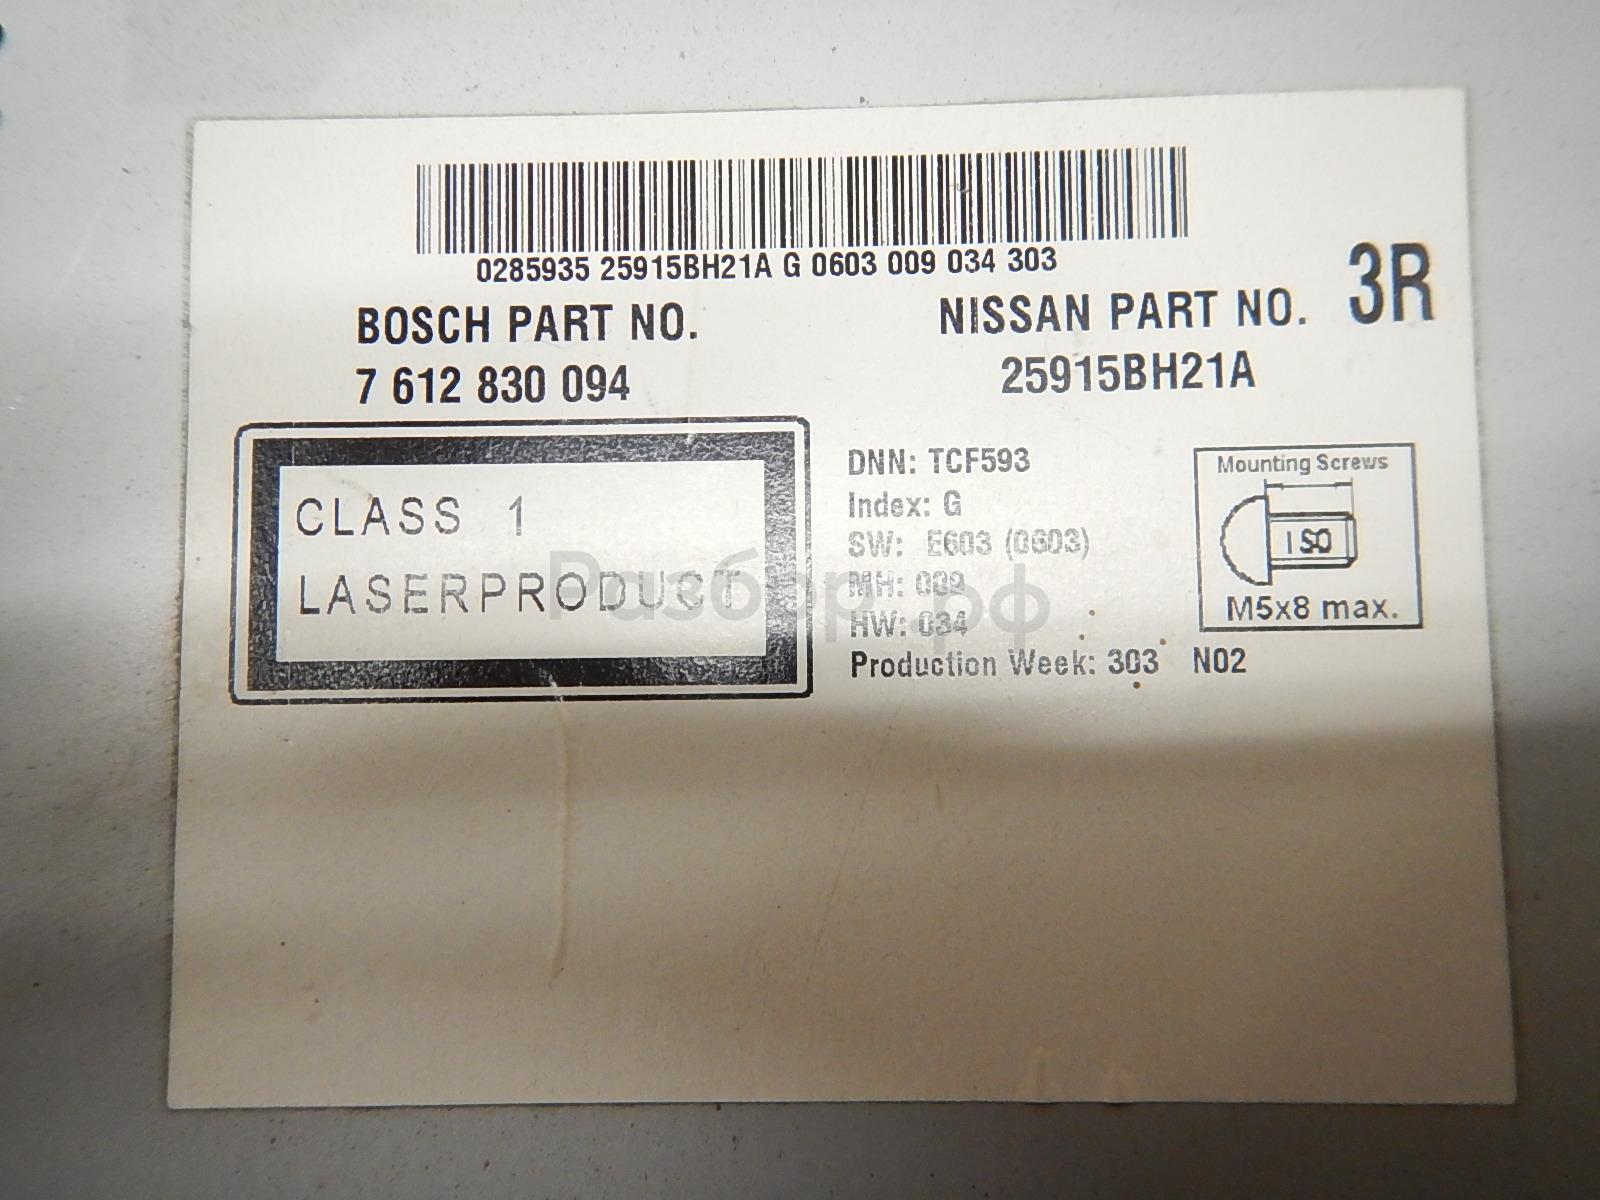 0285935 25915BH21A G 0603 009 034 303
3R
BOSCH PART NO.
7 612 830 094
NISSAN PART NO.
25915BH21A
CLASS 1
LASERPRODUCT
DNN: TCF593
Index: G
SW: E603 (0603)
MH: 009
HW: 034
Production Week: 303 N02
Mounting Screws
ISO
M5x8 max.
Разбор.рф